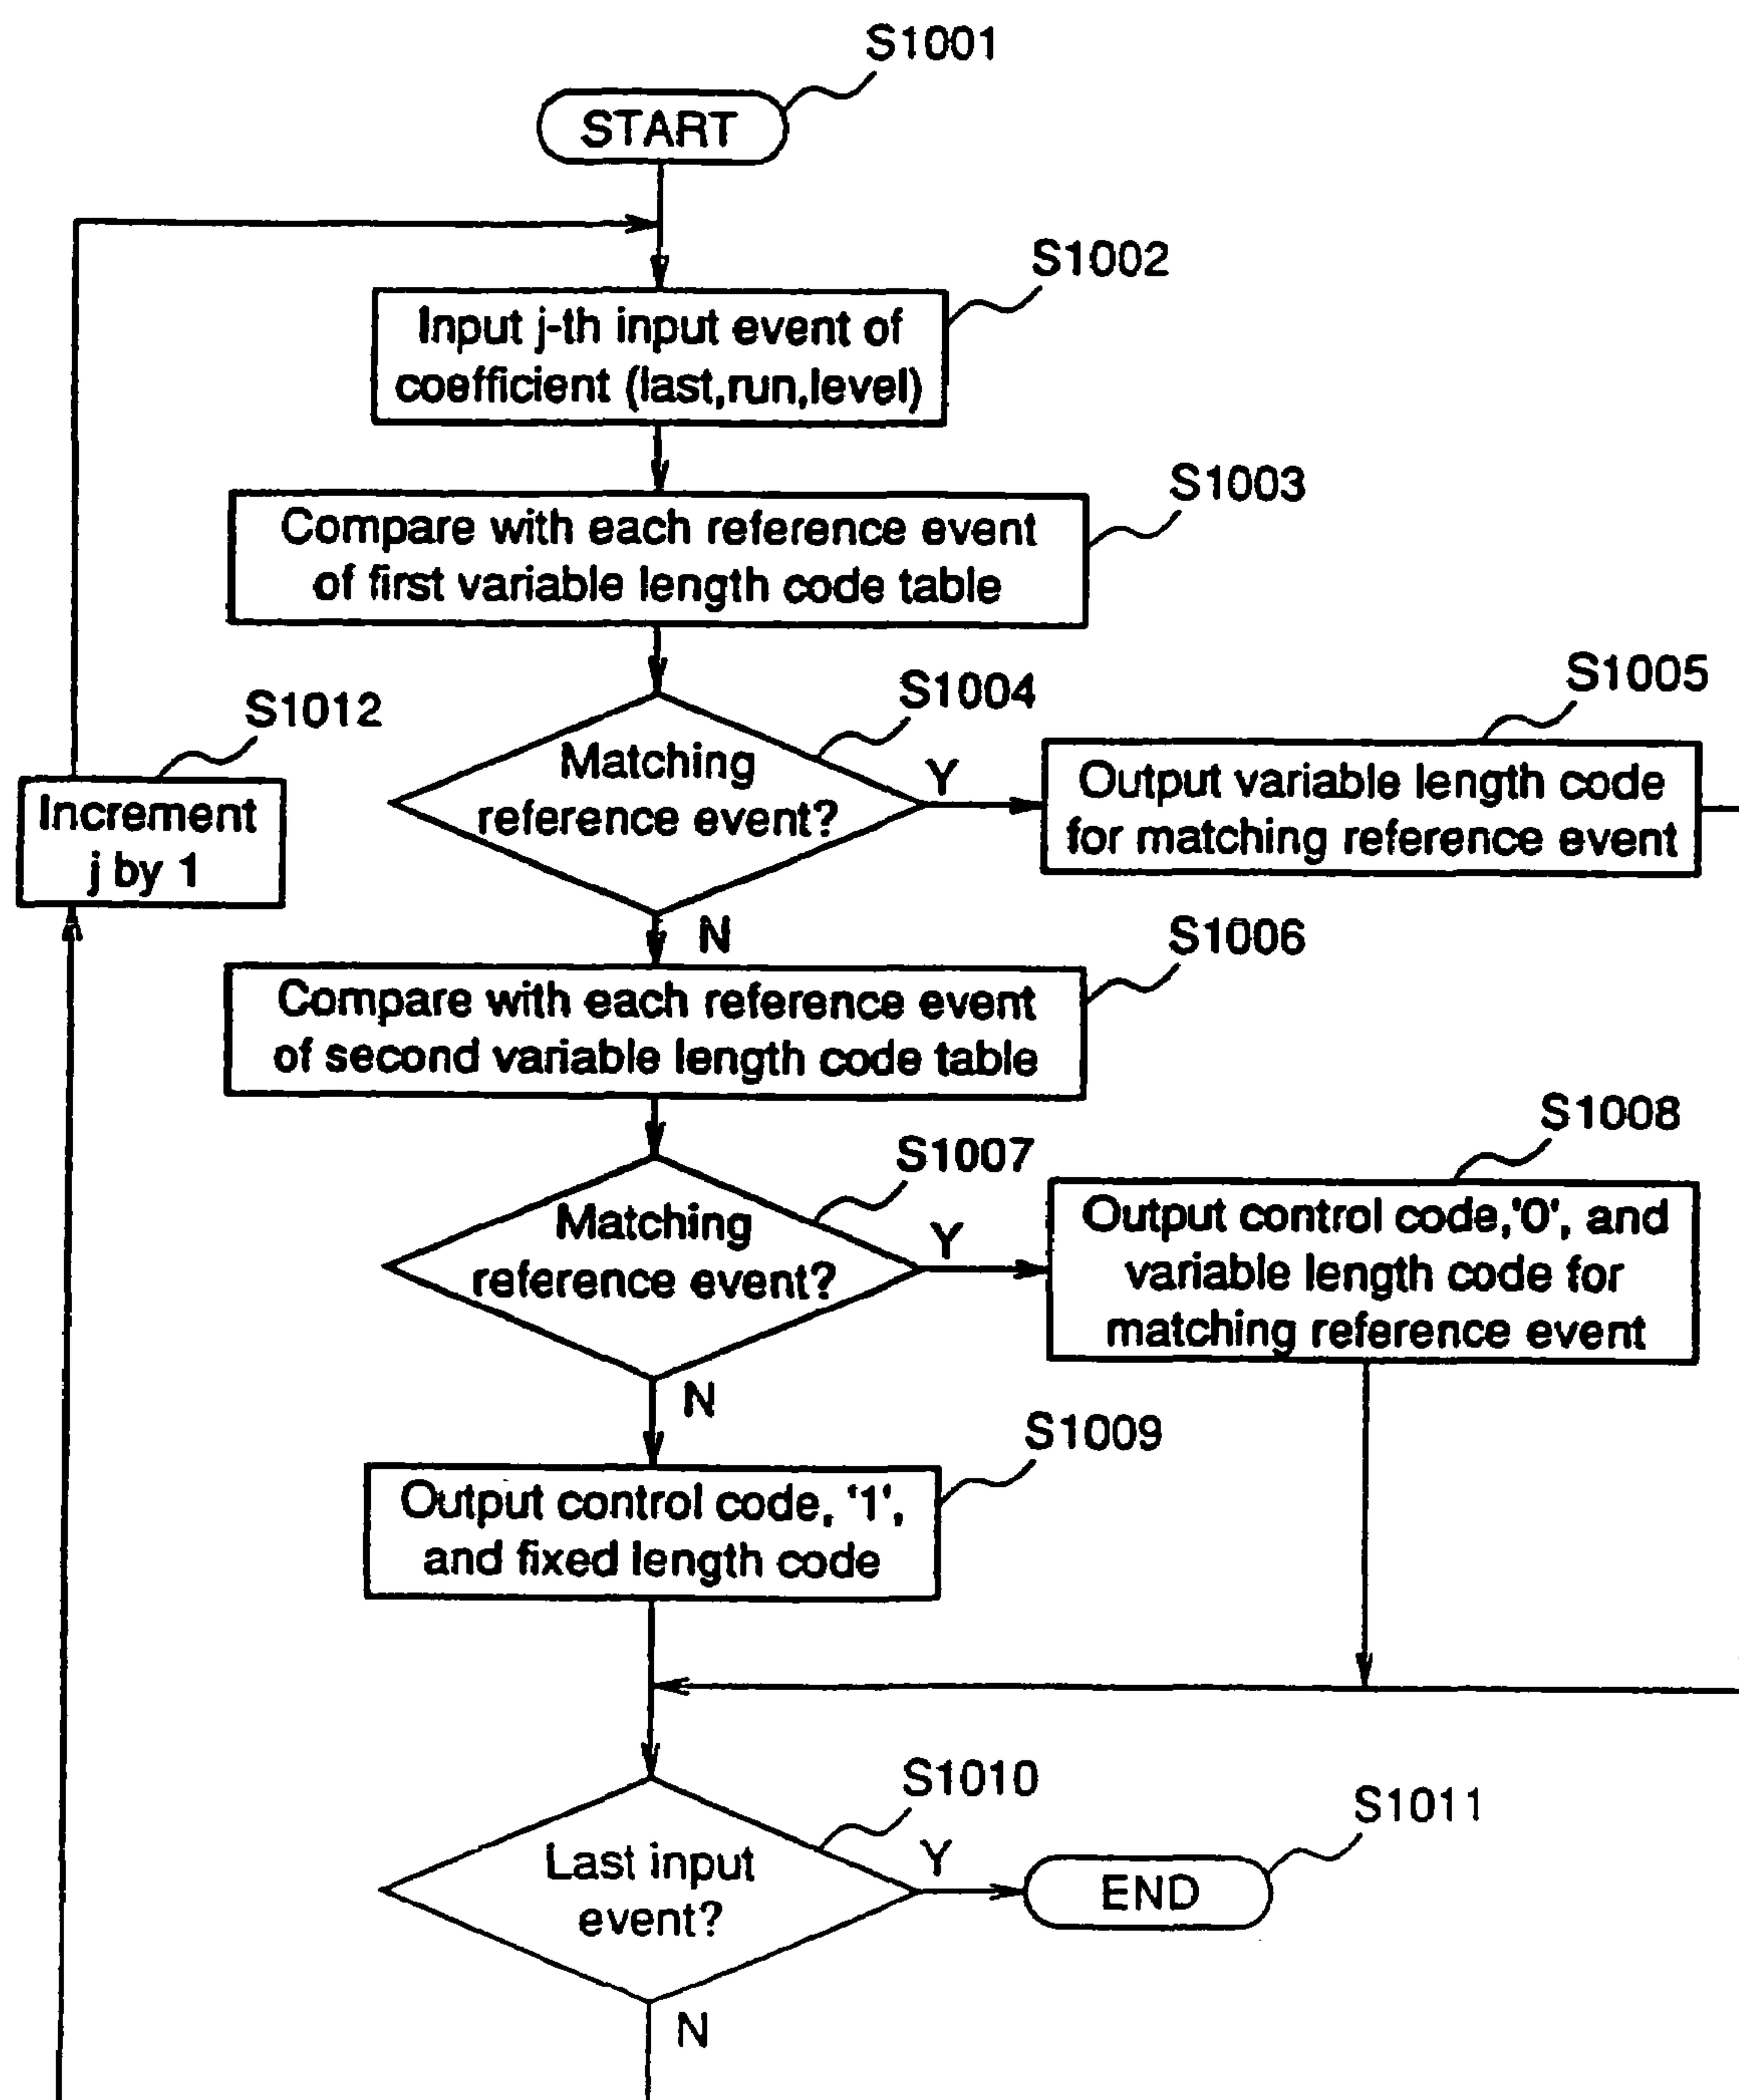 S1001
START
S1002
Input j-th input event of
coefficient (last,run,level)
S1003
Compare with each reference event
of first variable length code table
S1004
Matching
reference event?
Y
S1005
Output variable length code
for matching reference event
S1012
Increment
j by 1
N
S1006
Compare with each reference event
of second variable length code table
S1007
Matching
reference event?
Y
S1008
Output control code,'0', and
variable length code for
matching reference event
N
S1009
Output control code, '1',
and fixed length code
S1010
Last input
event?
Y
S1011
END
N